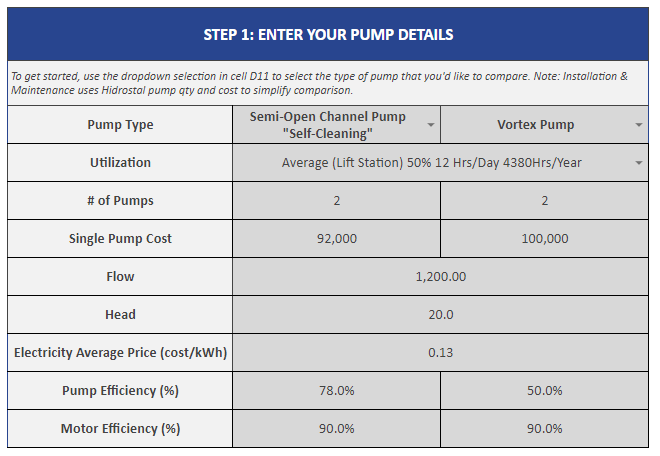 STEP 1: ENTER YOUR PUMP DETAILS
To get started, use the dropdown selection in cell D11 to select the type of pump that you'd like to compare. Note: Installation &
Maintenance uses Hidrostal pump qty and cost to simplify comparison.
Pump Type Semi-Open Channel Pump "Self-Cleaning" Vortex Pump
Utilization Average (Lift Station) 50% 12 Hrs/Day 4380Hrs/Year
# of Pumps 2 2
Single Pump Cost 92,000 100,000
Flow 1,200.00
Head 20.0
Electricity Average Price (cost/kWh) 0.13
Pump Efficiency (%) 78.0% 50.0%
Motor Efficiency (%) 90.0% 90.0%